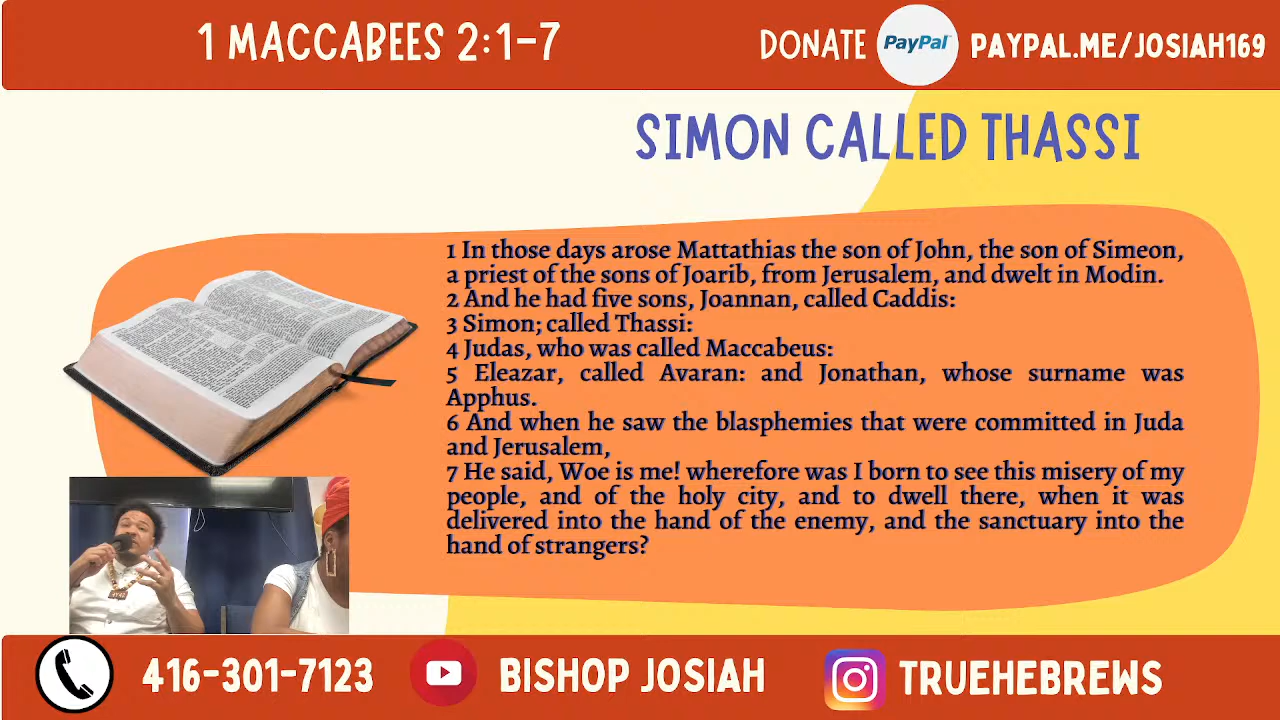 1 MACCABEES 2:1-7
DONATE PayPal PAYPAL.ME/JOSIAH169
SIMON CALLED THASSI
1 In those days arose Mattathias the son of John, the son of Simeon,
a priest of the sons of Joarib, from Jerusalem, and dwelt in Modin.
2 And he had five sons, Joannan, called Caddis:
3 Simon; called Thassi:
4 Judas, who was called Maccabeus:
5 Eleazar, called Avaran: and Jonathan, whose surname was
Apphus.
6 And when he saw the blasphemies that were committed in Juda
and Jerusalem,
7 He said, Woe is me! wherefore was I born to see this misery of my
people, and of the holy city, and to dwell there, when it was
delivered into the hand of the enemy, and the sanctuary into the
hand of strangers?
416-301-7123
BISHOP JOSIAH
TRUEHEBREWS